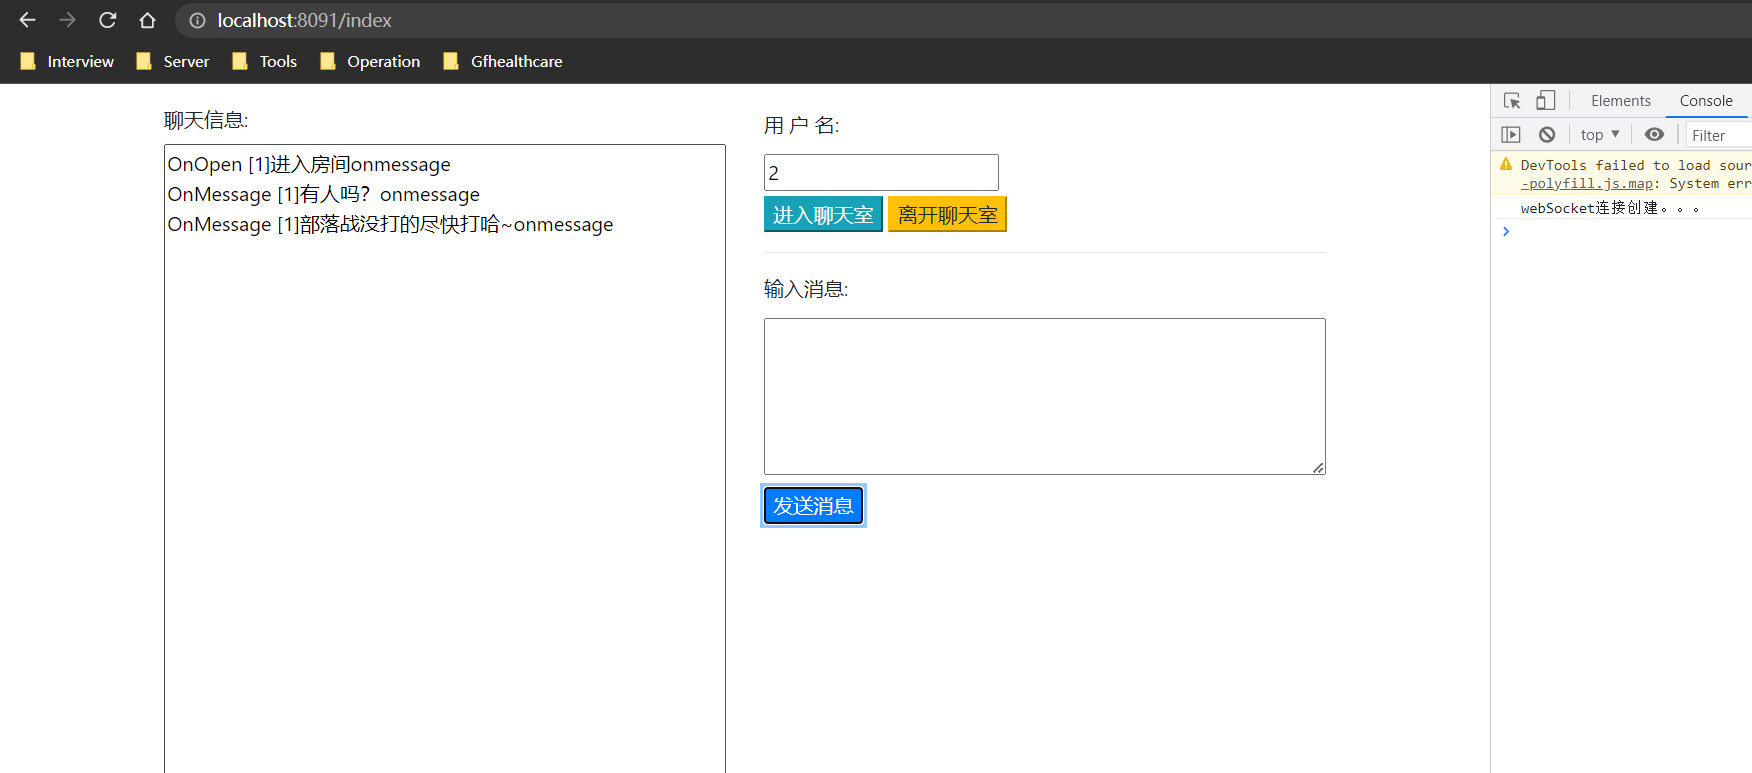 localhost:8091/index
Interview Server Tools Operation Gfhealthcare
聊天信息:
OnOpen [1]进入房间onmessage
OnMessage [1]有人吗？onmessage
OnMessage [1]部落战没打的尽快打哈~onmessage
用 户 名:
2
进入聊天室 离开聊天室
输入消息:
发送消息
Elements Console
top ▼ Filter
DevTools failed to load sour
-polyfill.js.map: System err
webSocket连接创建。。。